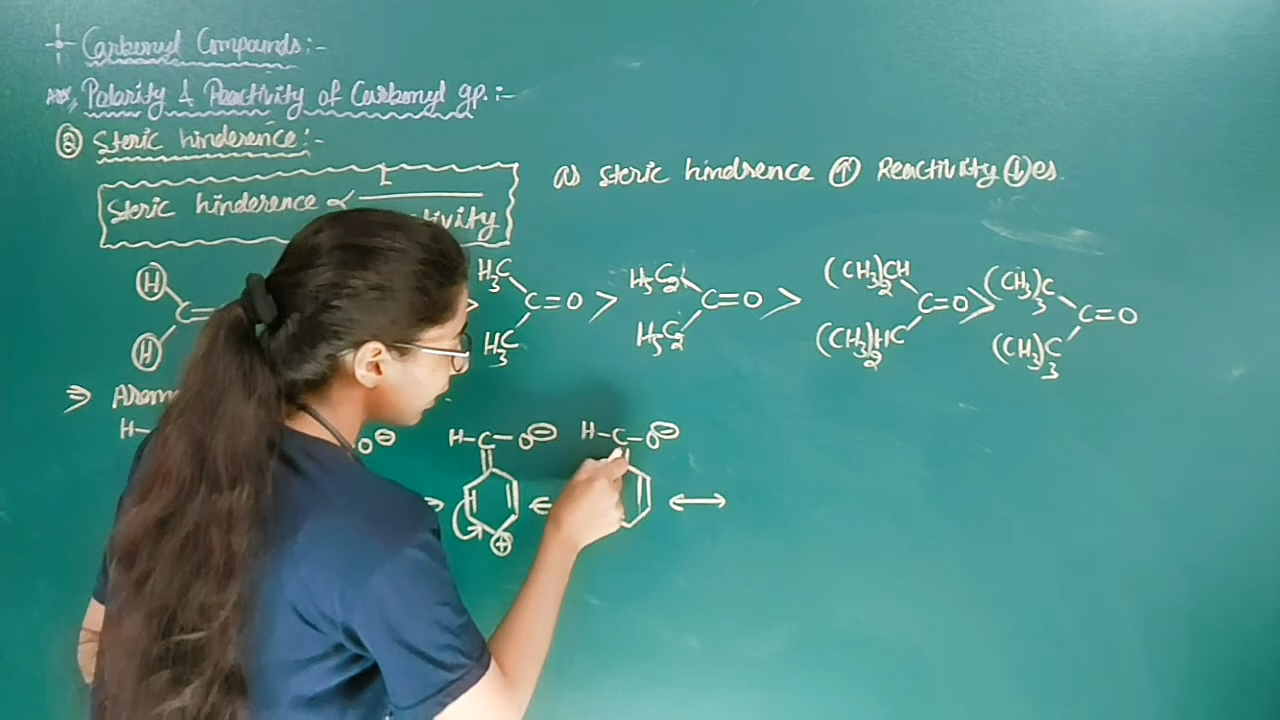 Carbonyl Compounds:-
Polarity & Reactivity of Carbonyl gp.:-
② Steric hinderence:-
Steric hinderence ∝ 1
as steric hindrence ↑ Reactivity ↓es.
H H C=
H₃C H₃C C=O > H₅C₂ H₅C₂ C=O > (CH₃)₂CH (CH₃)₂HC C=O > (CH₃)₃C (CH₃)₃C C=O
⇒
H– O⊖ H–C–O⊖ H–C–O⊖
⊕ ↔